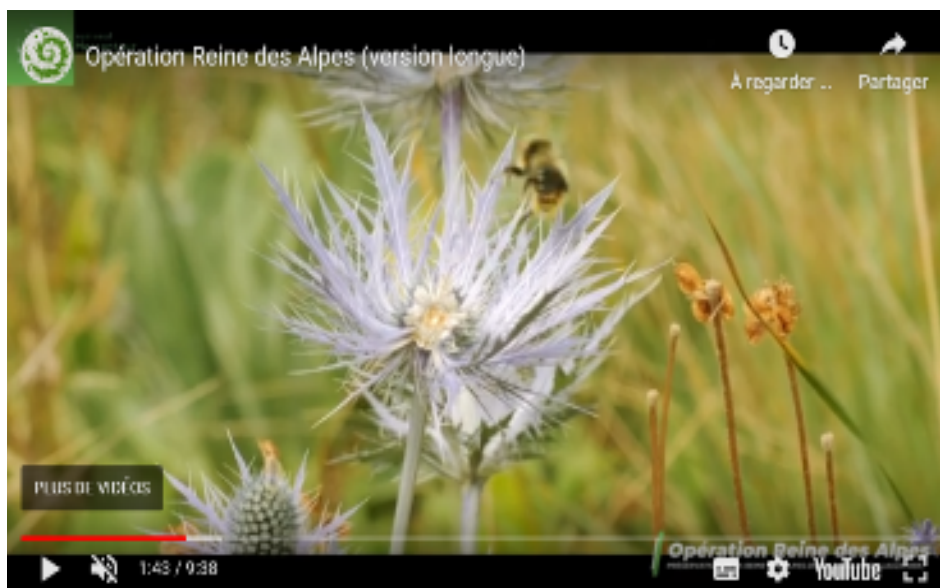 Opération Reine des Alpes (version longue)
À regarder ...
Partager
PLUS DE VIDÉOS
Opération Reine des Alpes
1:43 / 9:38
YouTube